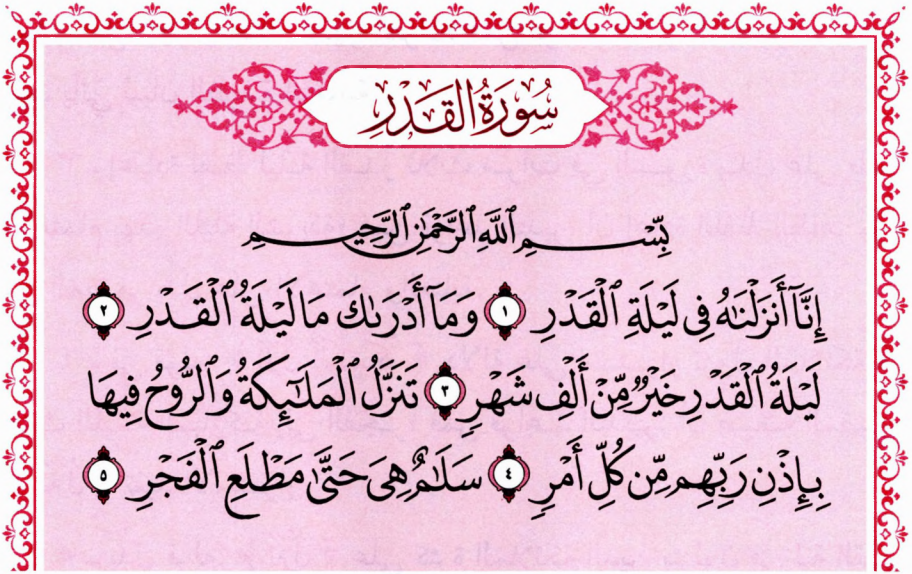 سُورَةُ القَدْرِ
بِسْمِ ٱللَّهِ ٱلرَّحْمَٰنِ ٱلرَّحِيمِ
إِنَّآ أَنزَلْنَٰهُ فِى لَيْلَةِ ٱلْقَدْرِ ١ وَمَآ أَدْرَىٰكَ مَا لَيْلَةُ ٱلْقَدْرِ ٢
لَيْلَةُ ٱلْقَدْرِ خَيْرٌ مِّنْ أَلْفِ شَهْرٍ ٣ تَنَزَّلُ ٱلْمَلَٰٓئِكَةُ وَٱلرُّوحُ فِيهَا
بِإِذْنِ رَبِّهِم مِّن كُلِّ أَمْرٍ ٤ سَلَٰمٌ هِىَ حَتَّىٰ مَطْلَعِ ٱلْفَجْرِ ٥